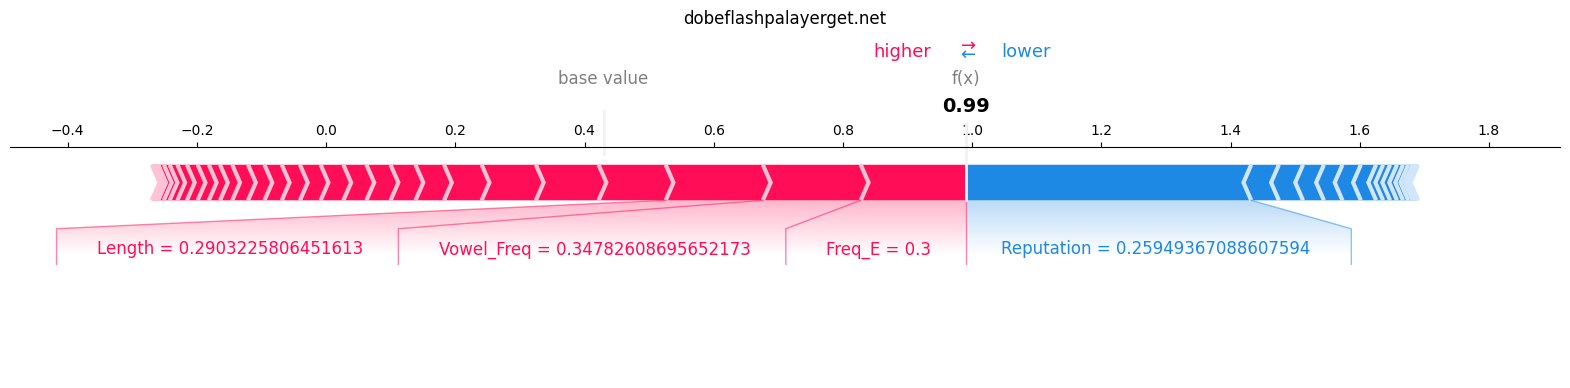 dobeflashpalayerget.net
higher ⇄ lower
base value f(x)
0.99
−0.4 −0.2 0.0 0.2 0.4 0.6 0.8 1.0 1.2 1.4 1.6 1.8
Length = 0.2903225806451613 Vowel_Freq = 0.34782608695652173 Freq_E = 0.3 Reputation = 0.25949367088607594